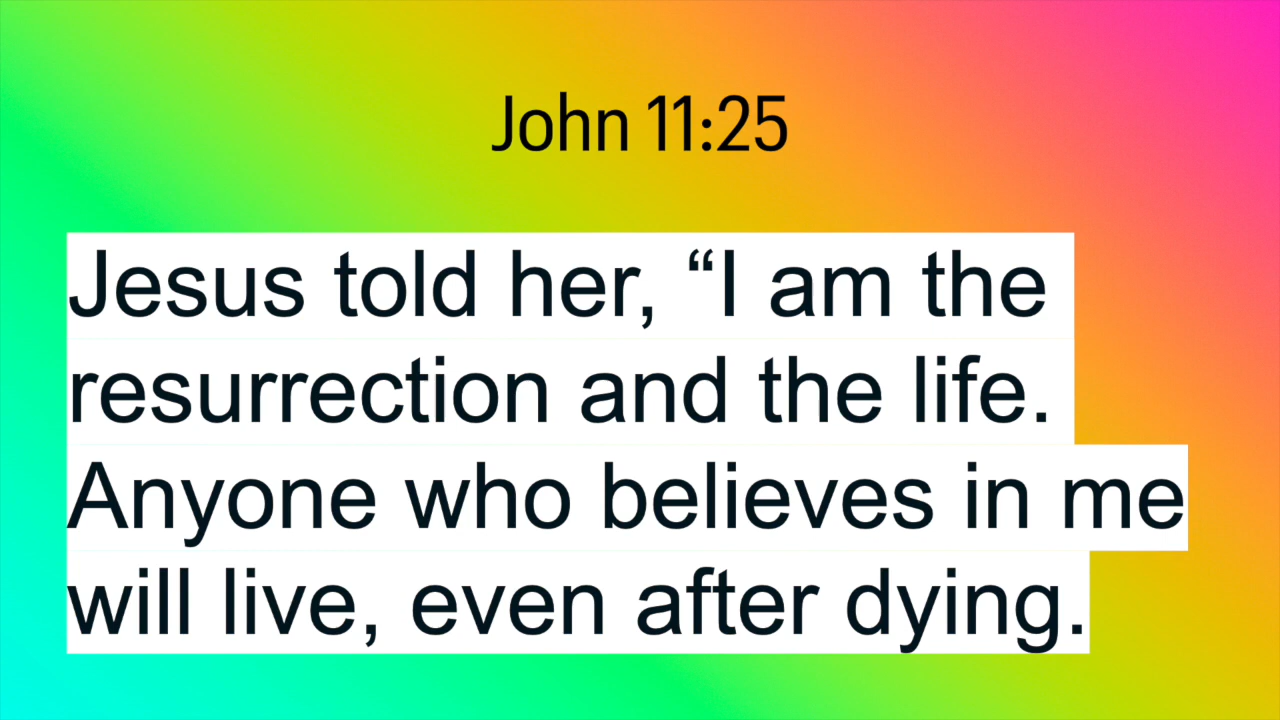 John 11:25
Jesus told her, “I am the
resurrection and the life.
Anyone who believes in me
will live, even after dying.